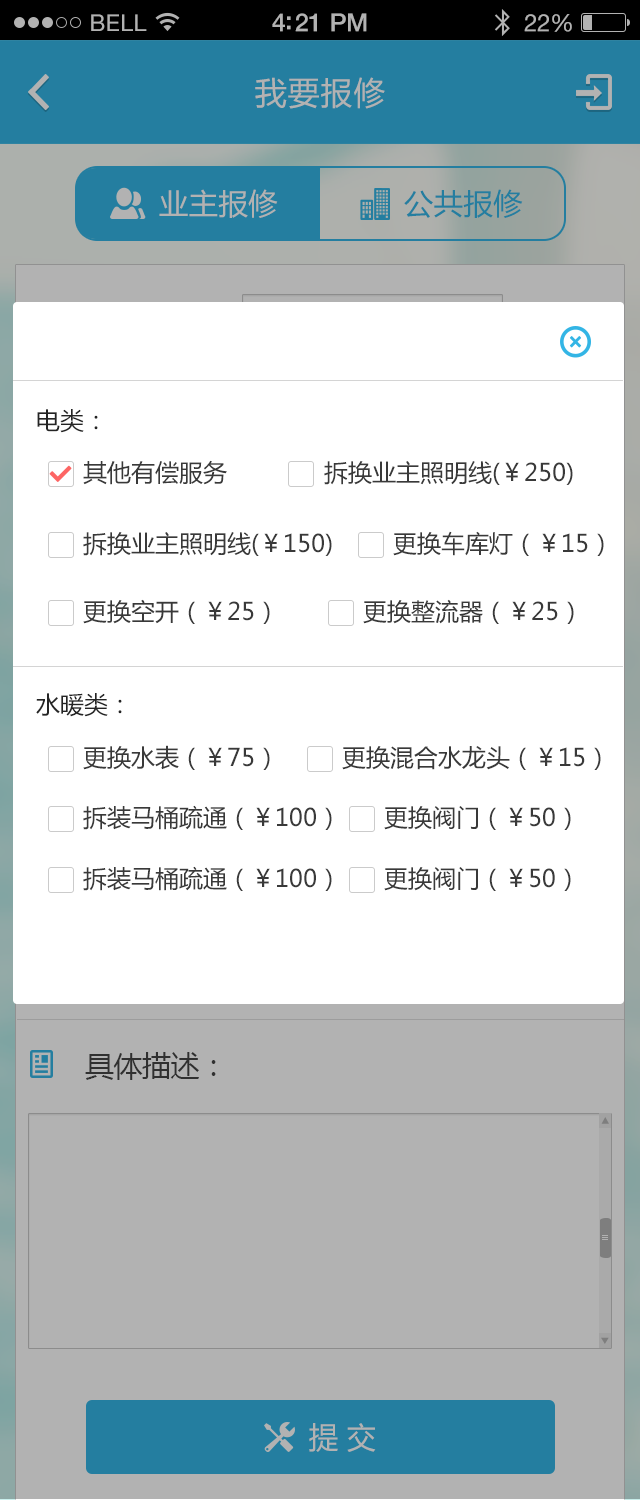 BELL 4:21 PM 22%
我要报修
业主报修 公共报修
电类：
其他有偿服务 拆换业主照明线(￥250)
拆换业主照明线(￥150) 更换车库灯（￥15）
更换空开（￥25） 更换整流器（￥25）
水暖类：
更换水表（￥75） 更换混合水龙头（￥15）
拆装马桶疏通（￥100） 更换阀门（￥50）
拆装马桶疏通（￥100） 更换阀门（￥50）
具体描述：
提 交